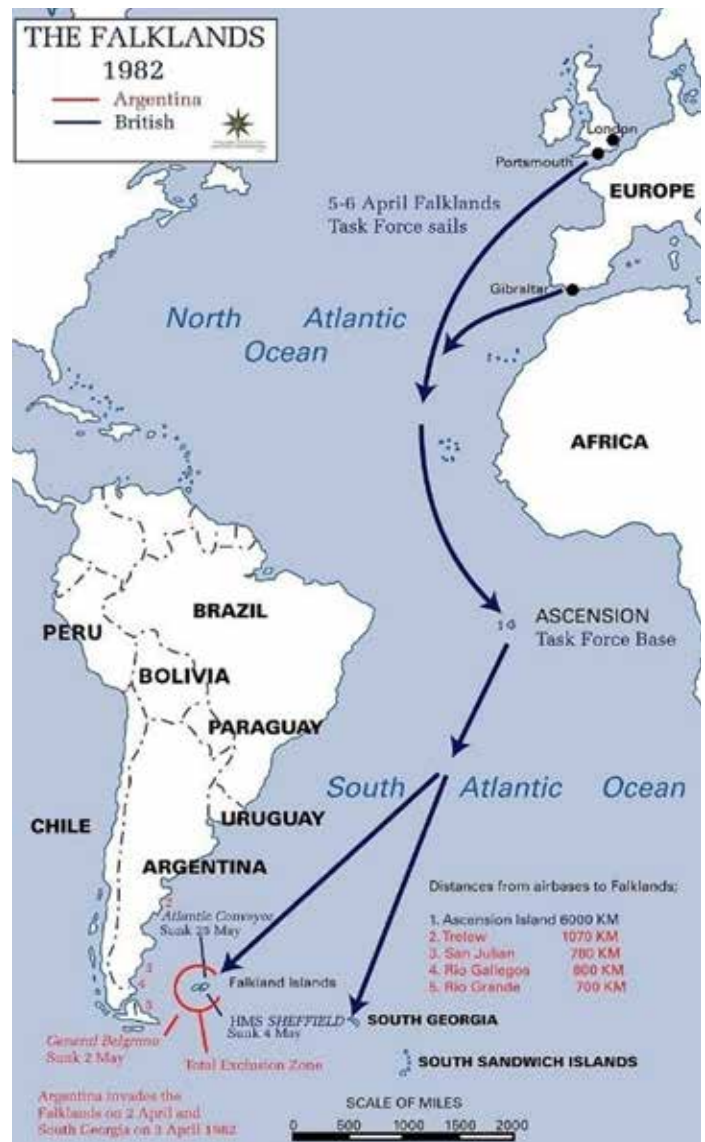 THE FALKLANDS
1982
Argentina
British
London
Portsmouth
EUROPE
5-6 April Falklands
Task Force sails
Gibraltar
North Atlantic
Ocean
AFRICA
BRAZIL
PERU
ASCENSION
1
Task Force Base
BOLIVIA
PARAGUAY
South Atlantic Ocean
CHILE
URUGUAY
ARGENTINA
Distances from airbases to Falklands;
1. Ascension Island 6000 KM
2. Trelew 1070 KM
3. San Julian 780 KM
4. Rio Gallegos 800 KM
5. Rio Grande 700 KM
2
Atlantic Conveyor
Sunk 25 May
3
4
5
Falkland Islands
HMS SHEFFIELD
Sunk 4 May
SOUTH GEORGIA
General Belgrano
Sunk 2 May
Total Exclusion Zone
SOUTH SANDWICH ISLANDS
Argentina invades the
Falklands on 2 April and
South Georgia on 3 April 1982
SCALE OF MILES
0 500 1000 1500 2000